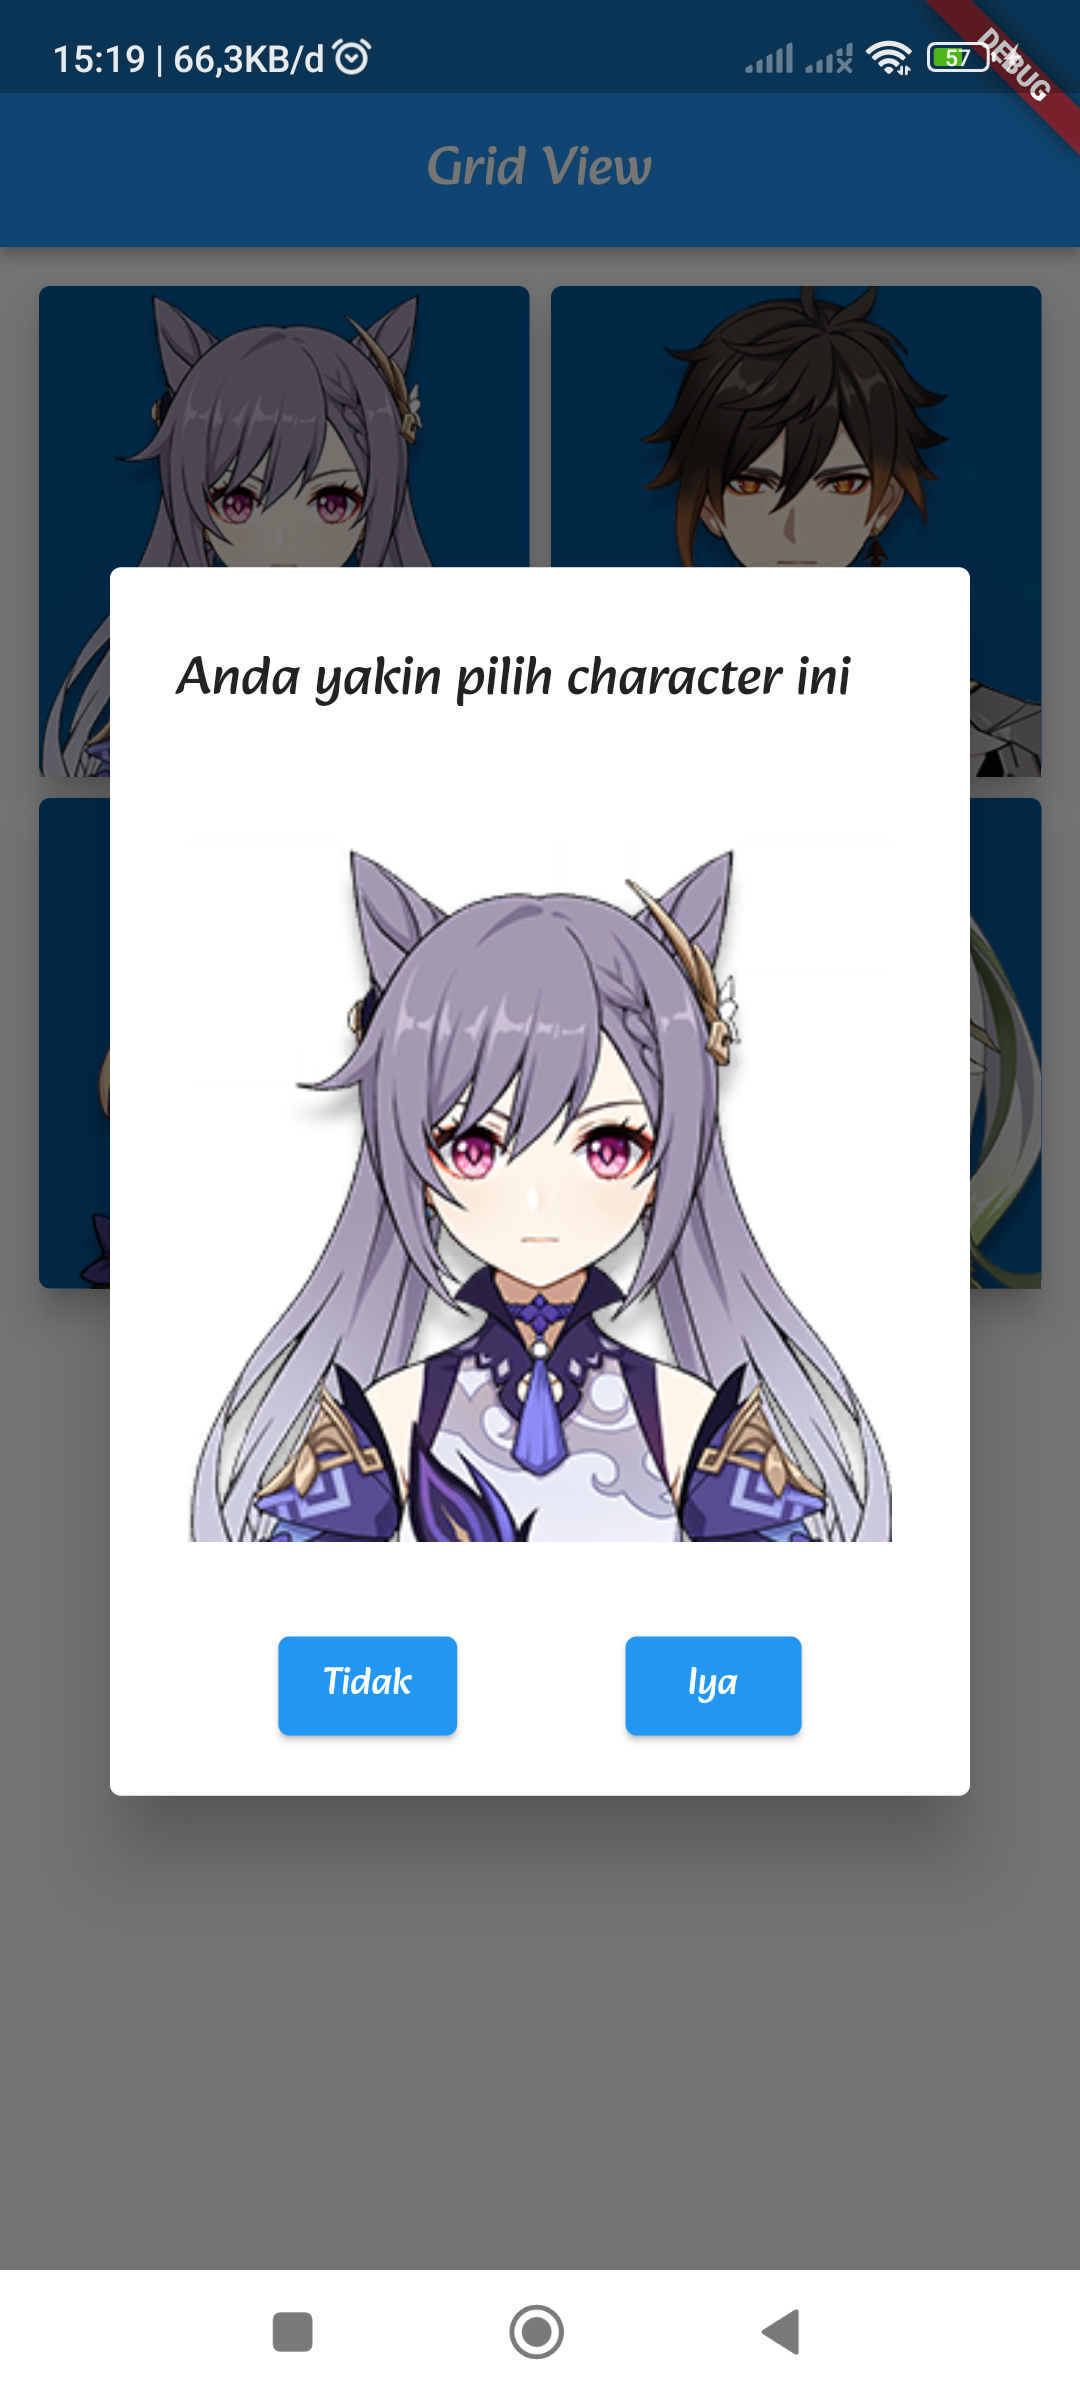 15:19 | 66,3KB/d
57
DEBUG
Grid View
Anda yakin pilih character ini
Tidak
Iya